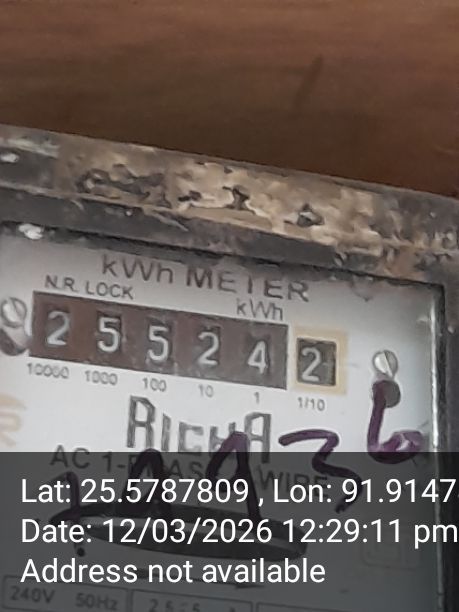 kWh METER
N.R. LOCK
kWh
2 5 5 2 4 2
10000 1000 100 10 1 1/10
RICHA
AC 1-PHASE WIRE
Lat: 25.5787809 , Lon: 91.9147
Date: 12/03/2026 12:29:11 pm
Address not available
240V 50Hz